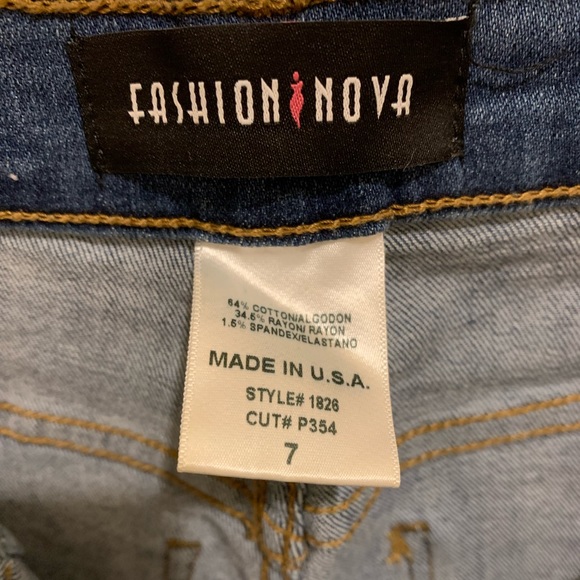 FASHION NOVA
64% COTTON/ALGODON
34.5% RAYON/ RAYON
1.5% SPANDEX/ELASTANO
MADE IN U.S.A.
STYLE# 1826
CUT# P354
7